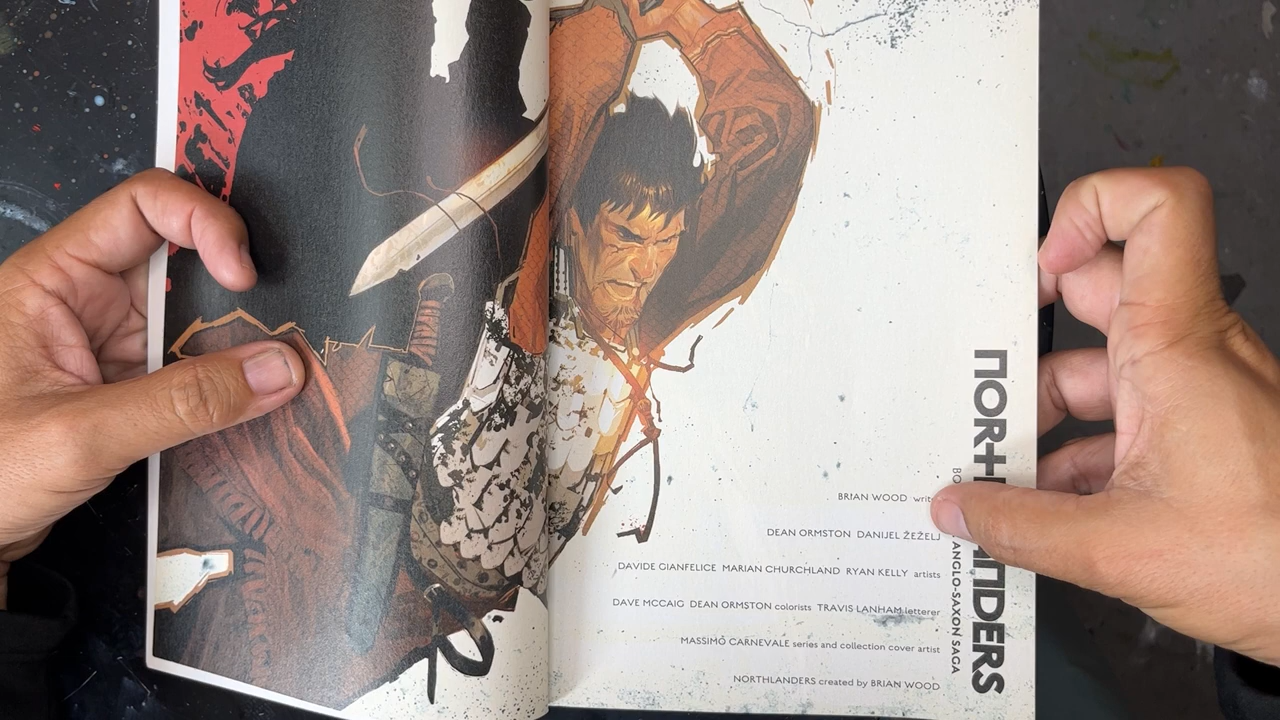 BRIAN WOOD
DEAN ORMSTON DANIJEL ŽEŽELJ
DAVIDE GIANFELICE MARIAN CHURCHLAND RYAN KELLY artists
DAVE MCCAIG DEAN ORMSTON colorists TRAVIS LANHAM letterer
MASSIMO CARNEVALE series and collection cover artist
NORTHLANDERS created by BRIAN WOOD
ANGLO-SAXON SAGA